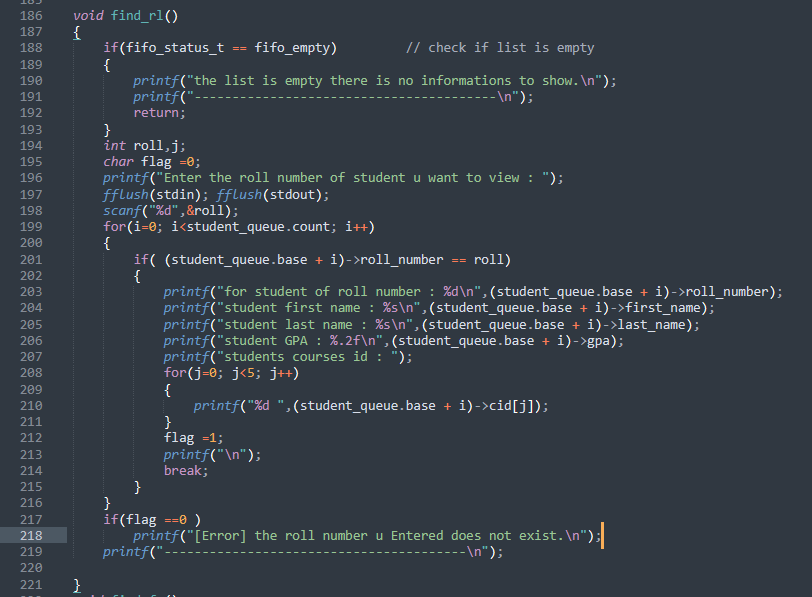 186 void find_rl()
187 {
188 if(fifo_status_t == fifo_empty) // check if list is empty
189 {
190 printf("the list is empty there is no informations to show.\n");
191 printf("----------------------------------------\n");
192 return;
193 }
194 int roll,j;
195 char flag =0;
196 printf("Enter the roll number of student u want to view : ");
197 fflush(stdin); fflush(stdout);
198 scanf("%d",&roll);
199 for(i=0; i<student_queue.count; i++)
200 {
201 if( (student_queue.base + i)->roll_number == roll)
202 {
203 printf("for student of roll number : %d\n",(student_queue.base + i)->roll_number);
204 printf("student first name : %s\n",(student_queue.base + i)->first_name);
205 printf("student last name : %s\n",(student_queue.base + i)->last_name);
206 printf("student GPA : %.2f\n",(student_queue.base + i)->gpa);
207 printf("students courses id : ");
208 for(j=0; j<5; j++)
209 {
210 printf("%d ",(student_queue.base + i)->cid[j]);
211 }
212 flag =1;
213 printf("\n");
214 break;
215 }
216 }
217 if(flag ==0 )
218 printf("[Error] the roll number u Entered does not exist.\n");
219 printf("----------------------------------------\n");
220
221 }